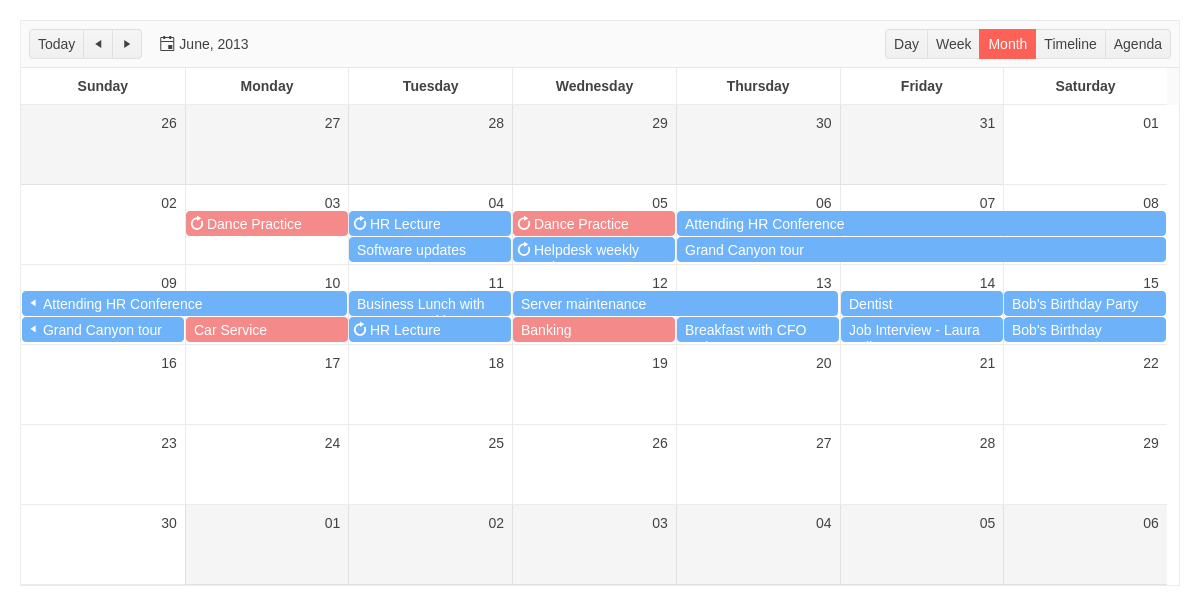 Today June, 2013 Day Week Month Timeline Agenda
Sunday Monday Tuesday Wednesday Thursday Friday Saturday
26 27 28 29 30 31 01
02 03 04 05 06 07 08
Dance Practice HR Lecture Dance Practice Attending HR Conference
Software updates Helpdesk weekly Grand Canyon tour
09 10 11 12 13 14 15
Attending HR Conference Business Lunch with Server maintenance Dentist Bob's Birthday Party
Grand Canyon tour Car Service HR Lecture Banking Breakfast with CFO Job Interview - Laura Bob's Birthday
16 17 18 19 20 21 22
23 24 25 26 27 28 29
30 01 02 03 04 05 06